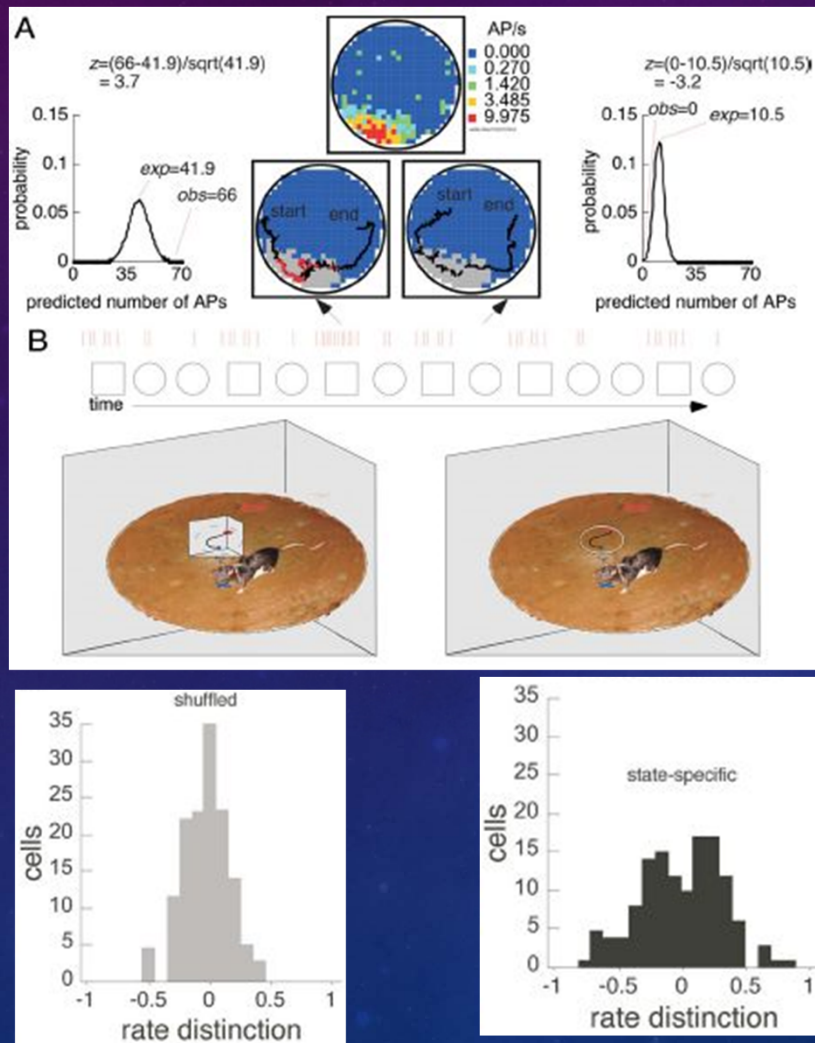 A
z=(66-41.9)/sqrt(41.9)
= 3.7
probability
0.15
0.1
0.05
0
exp=41.9
obs=66
35
70
predicted number of APs
AP/s
0.000
0.270
1.420
3.485
9.975
start
end
start
end
z=(0-10.5)/sqrt(10.5)
= -3.2
obs=0
exp=10.5
probability
0.15
0.1
0.05
0
0
35
70
predicted number of APs
B
time
shuffled
cells
35
30
25
20
15
10
5
0
-1
-0.5
0
0.5
1
rate distinction
state-specific
cells
35
30
25
20
15
10
5
0
-1
-0.5
0
0.5
1
rate distinction